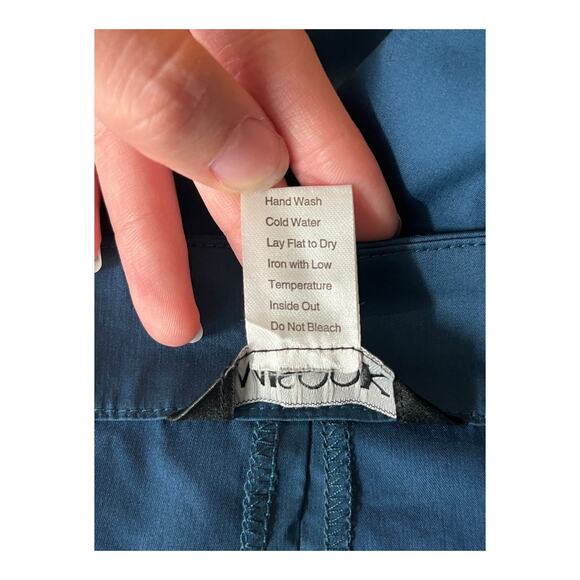 Hand Wash
Cold Water
Lay Flat to Dry
Iron with Low
Temperature
Inside Out
Do Not Bleach